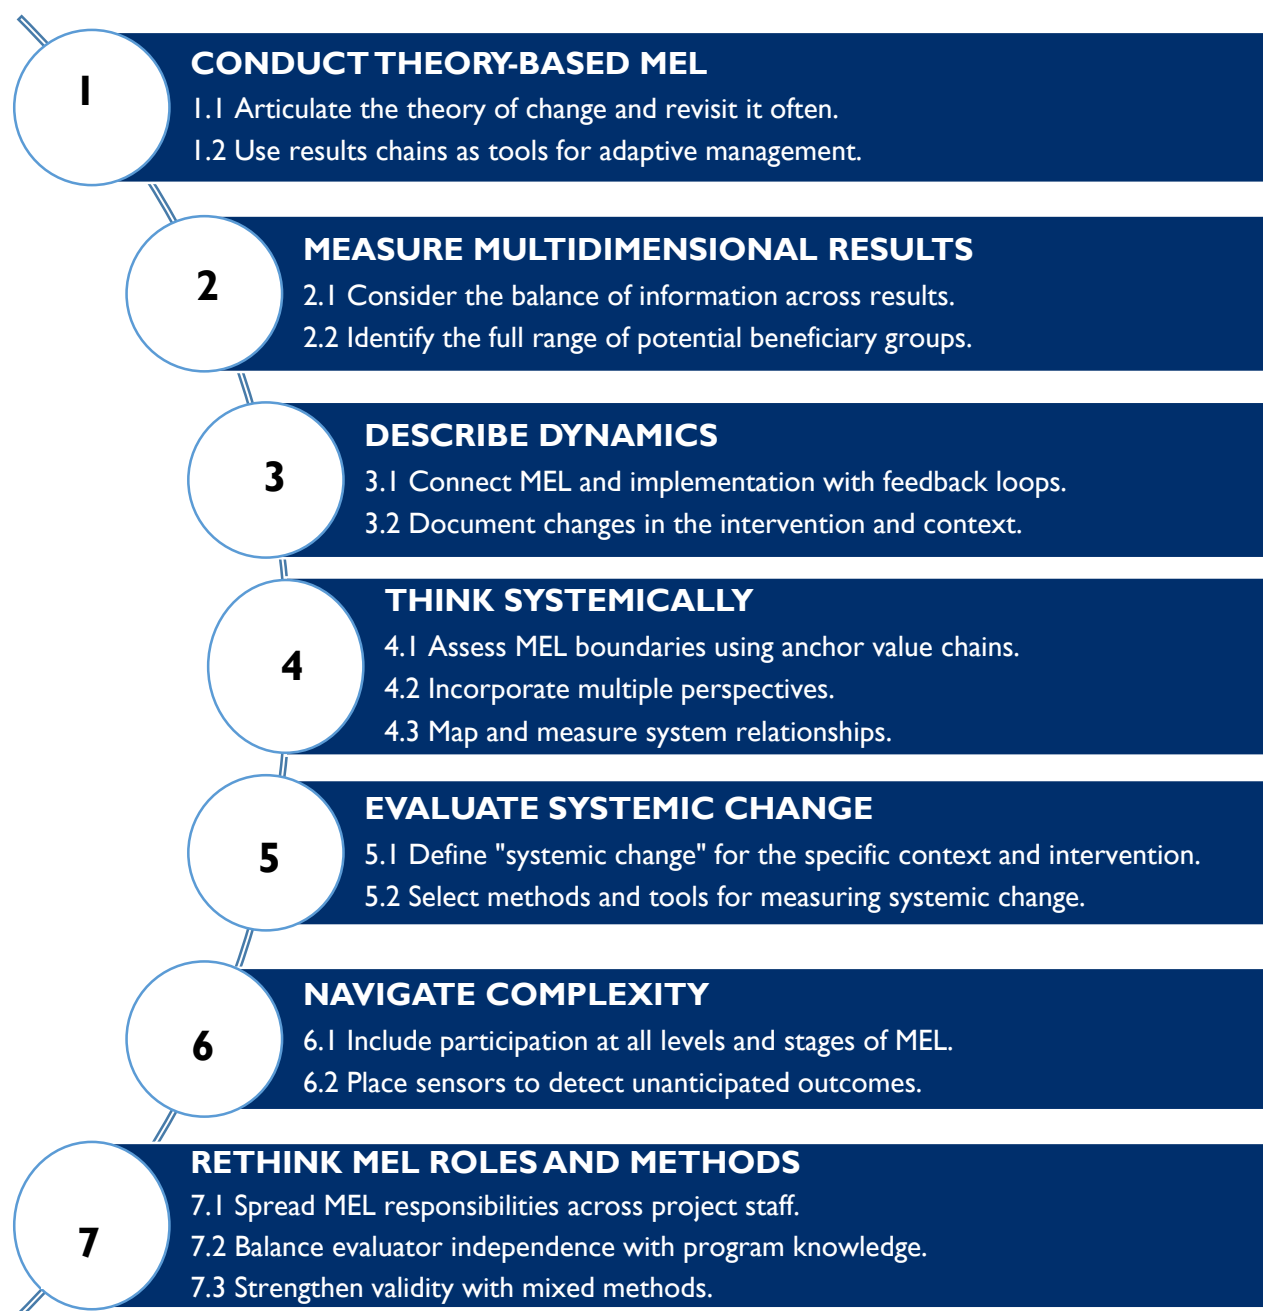 1
CONDUCT THEORY-BASED MEL
1.1 Articulate the theory of change and revisit it often.
1.2 Use results chains as tools for adaptive management.
2
MEASURE MULTIDIMENSIONAL RESULTS
2.1 Consider the balance of information across results.
2.2 Identify the full range of potential beneficiary groups.
3
DESCRIBE DYNAMICS
3.1 Connect MEL and implementation with feedback loops.
3.2 Document changes in the intervention and context.
4
THINK SYSTEMICALLY
4.1 Assess MEL boundaries using anchor value chains.
4.2 Incorporate multiple perspectives.
4.3 Map and measure system relationships.
5
EVALUATE SYSTEMIC CHANGE
5.1 Define "systemic change" for the specific context and intervention.
5.2 Select methods and tools for measuring systemic change.
6
NAVIGATE COMPLEXITY
6.1 Include participation at all levels and stages of MEL.
6.2 Place sensors to detect unanticipated outcomes.
7
RETHINK MEL ROLES AND METHODS
7.1 Spread MEL responsibilities across project staff.
7.2 Balance evaluator independence with program knowledge.
7.3 Strengthen validity with mixed methods.